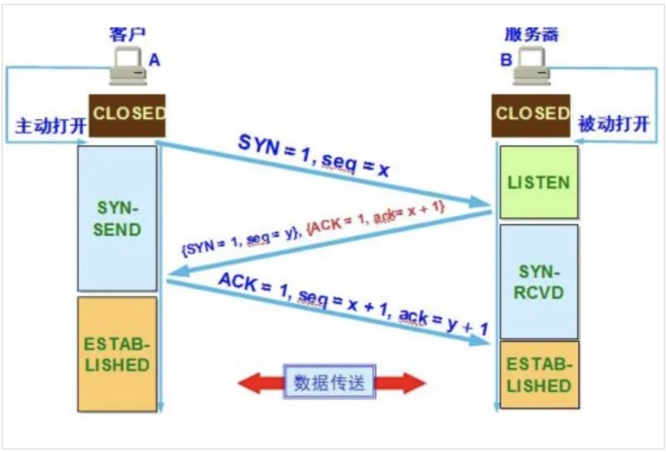 客户
服务器
A
B
CLOSED
CLOSED
主动打开
被动打开
SYN = 1, seq = x
SYN-
SEND
LISTEN
{SYN = 1, seq = y}, {ACK = 1, ack= x + 1}
SYN-
RCVD
ACK = 1, seq = x + 1, ack = y + 1
ESTAB-
LISHED
ESTAB-
LISHED
数据传送